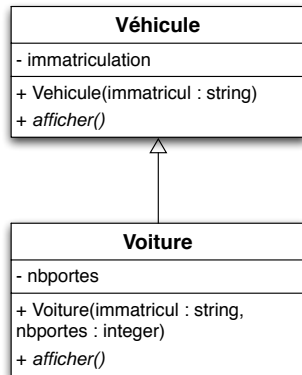 Véhicule
- immatriculation
+ Vehicule(immatricul : string)
+ afficher()
Voiture
- nbportes
+ Voiture(immatricul : string,
nbportes : integer)
+ afficher()